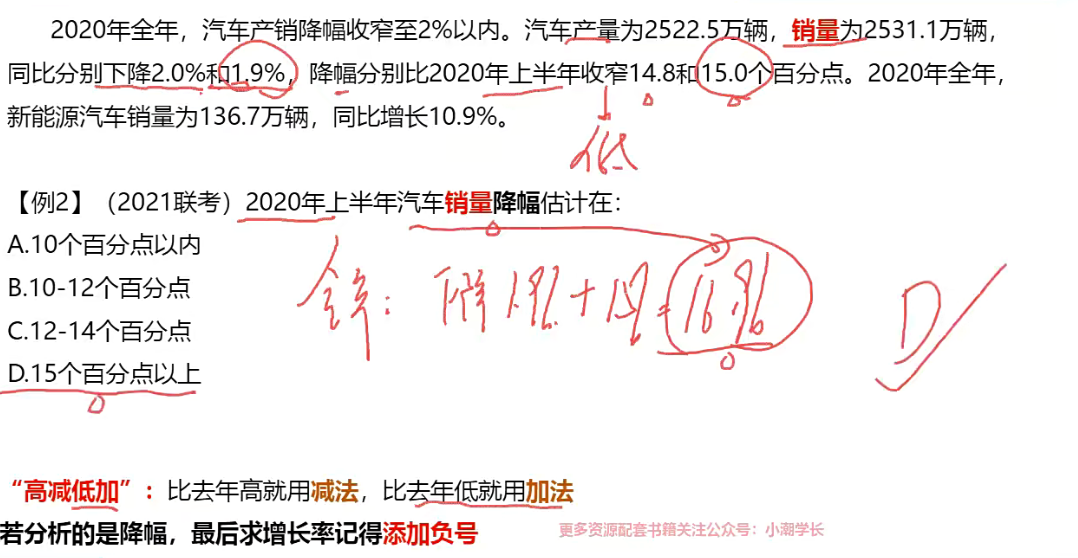 2020年全年，汽车产销降幅收窄至2%以内。汽车产量为2522.5万辆，销量为2531.1万辆，
同比分别下降2.0%和1.9%，降幅分别比2020年上半年收窄14.8和15.0个百分点。2020年全年，
新能源汽车销量为136.7万辆，同比增长10.9%。
低
【例2】（2021联考）2020年上半年汽车销量降幅估计在：
A.10个百分点以内
B.10-12个百分点
C.12-14个百分点
D.15个百分点以上
D
“高减低加”：比去年高就用减法，比去年低就用加法
若分析的是降幅，最后求增长率记得添加负号
更多资源配套书籍关注公众号：小潮学长